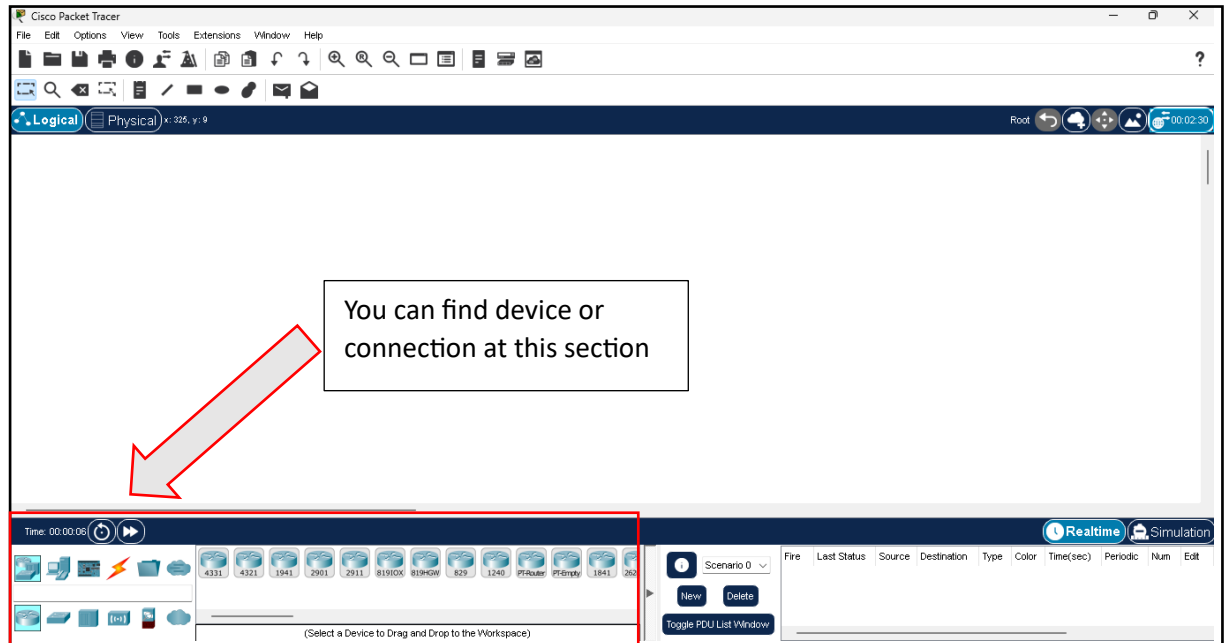 Cisco Packet Tracer
File Edit Options View Tools Extensions Window Help
?
Logical Physical x: 325, y: 9 Root 00:02:30
You can find device or
connection at this section
Time: 00:00:06 Realtime Simulation
4331 4321 1941 2901 2911 819IOX 819HGW 829 1240 PT-Router PT-Empty 1841 262
Scenario 0
Fire Last Status Source Destination Type Color Time(sec) Periodic Num Edit
New Delete
Toggle PDU List Window
(Select a Device to Drag and Drop to the Workspace)